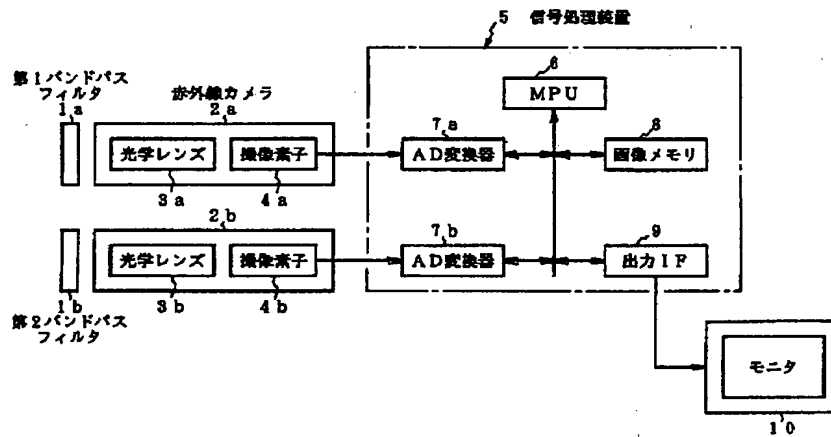 5 信号処理装置
第1バンドパス
フィルタ
1a
赤外線カメラ
2a
光学レンズ
撮像素子
3a
4a
6
MPU
7a
AD変換器
8
画像メモリ
2b
光学レンズ
撮像素子
3b
4b
7b
AD変換器
9
出力IF
1b
第2バンドパス
フィルタ
モニタ
10